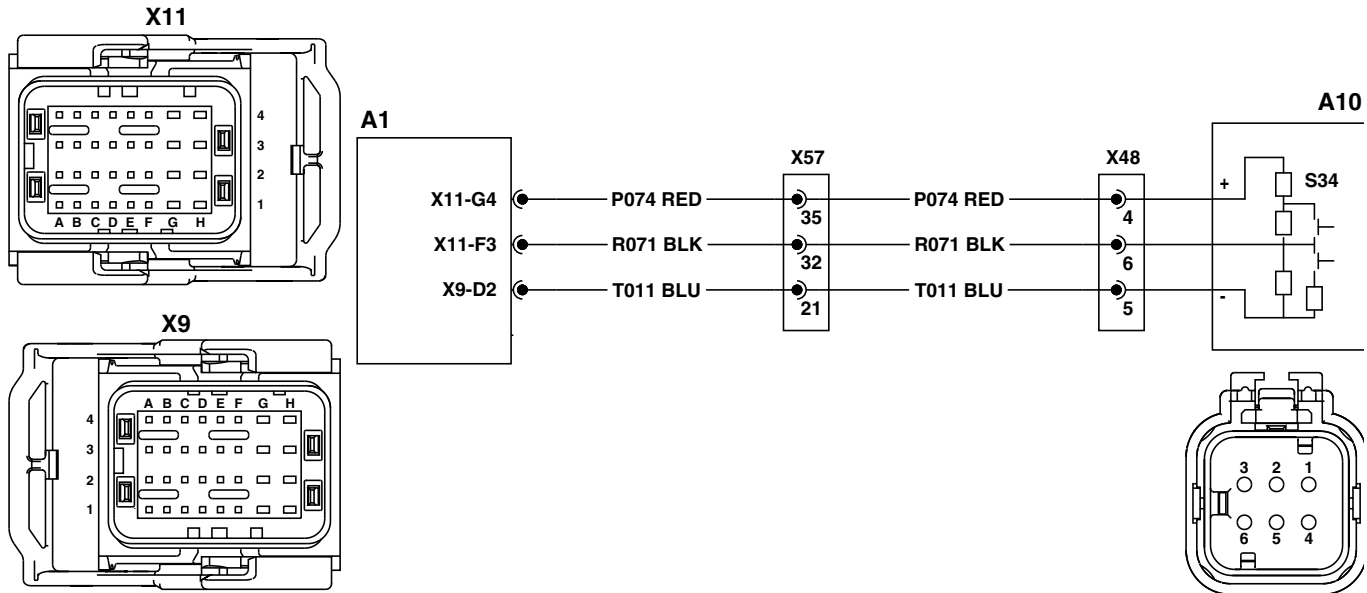 X11
4
3
2
1
A B C D E F G H
X9
A B C D E F G H
4
3
2
1
A1
X11-G4
X11-F3
X9-D2
P074 RED
R071 BLK
T011 BLU
X57
35
32
21
P074 RED
R071 BLK
T011 BLU
X48
4
6
5
A10
+
-
S34
3 2 1
6 5 4